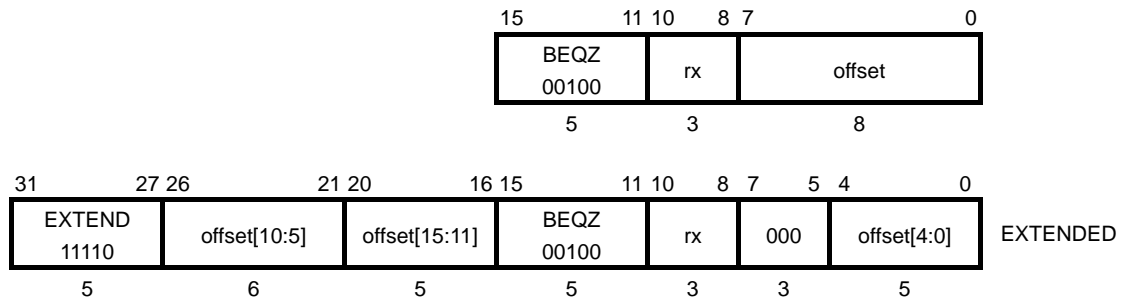 15 11 10 8 7 0
BEQZ
00100
rx
offset
5 3 8
31 27 26 21 20 16 15 11 10 8 7 5 4 0
EXTEND
11110
offset[10:5]
offset[15:11]
BEQZ
00100
rx
000
offset[4:0]
EXTENDED
5 6 5 5 3 3 5